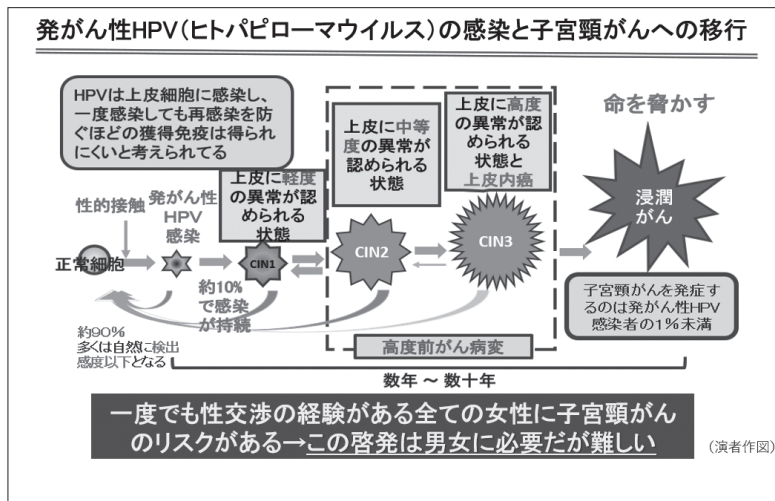 発がん性HPV(ヒトパピローマウイルス)の感染と子宮頸がんへの移行
HPVは上皮細胞に感染し、
一度感染しても再感染を防
ぐほどの獲得免疫は得られ
にくいと考えられてる
上皮に軽度
の異常が認
められる
状態
上皮に中等
度の異常が
認められる
状態
上皮に高度
の異常が認
められる
状態と
上皮内癌
命を脅かす
浸潤
がん
性的接触
発がん性
HPV
感染
正常細胞
CIN1
CIN2
CIN3
約10%
で感染
が持続
約90%
多くは自然に検出
感度以下となる
高度前がん病変
子宮頸がんを発症す
るのは発がん性HPV
感染者の1%未満
数年 ~ 数十年
一度でも性交渉の経験がある全ての女性に子宮頸がん
のリスクがある→この啓発は男女に必要だが難しい
(演者作図)